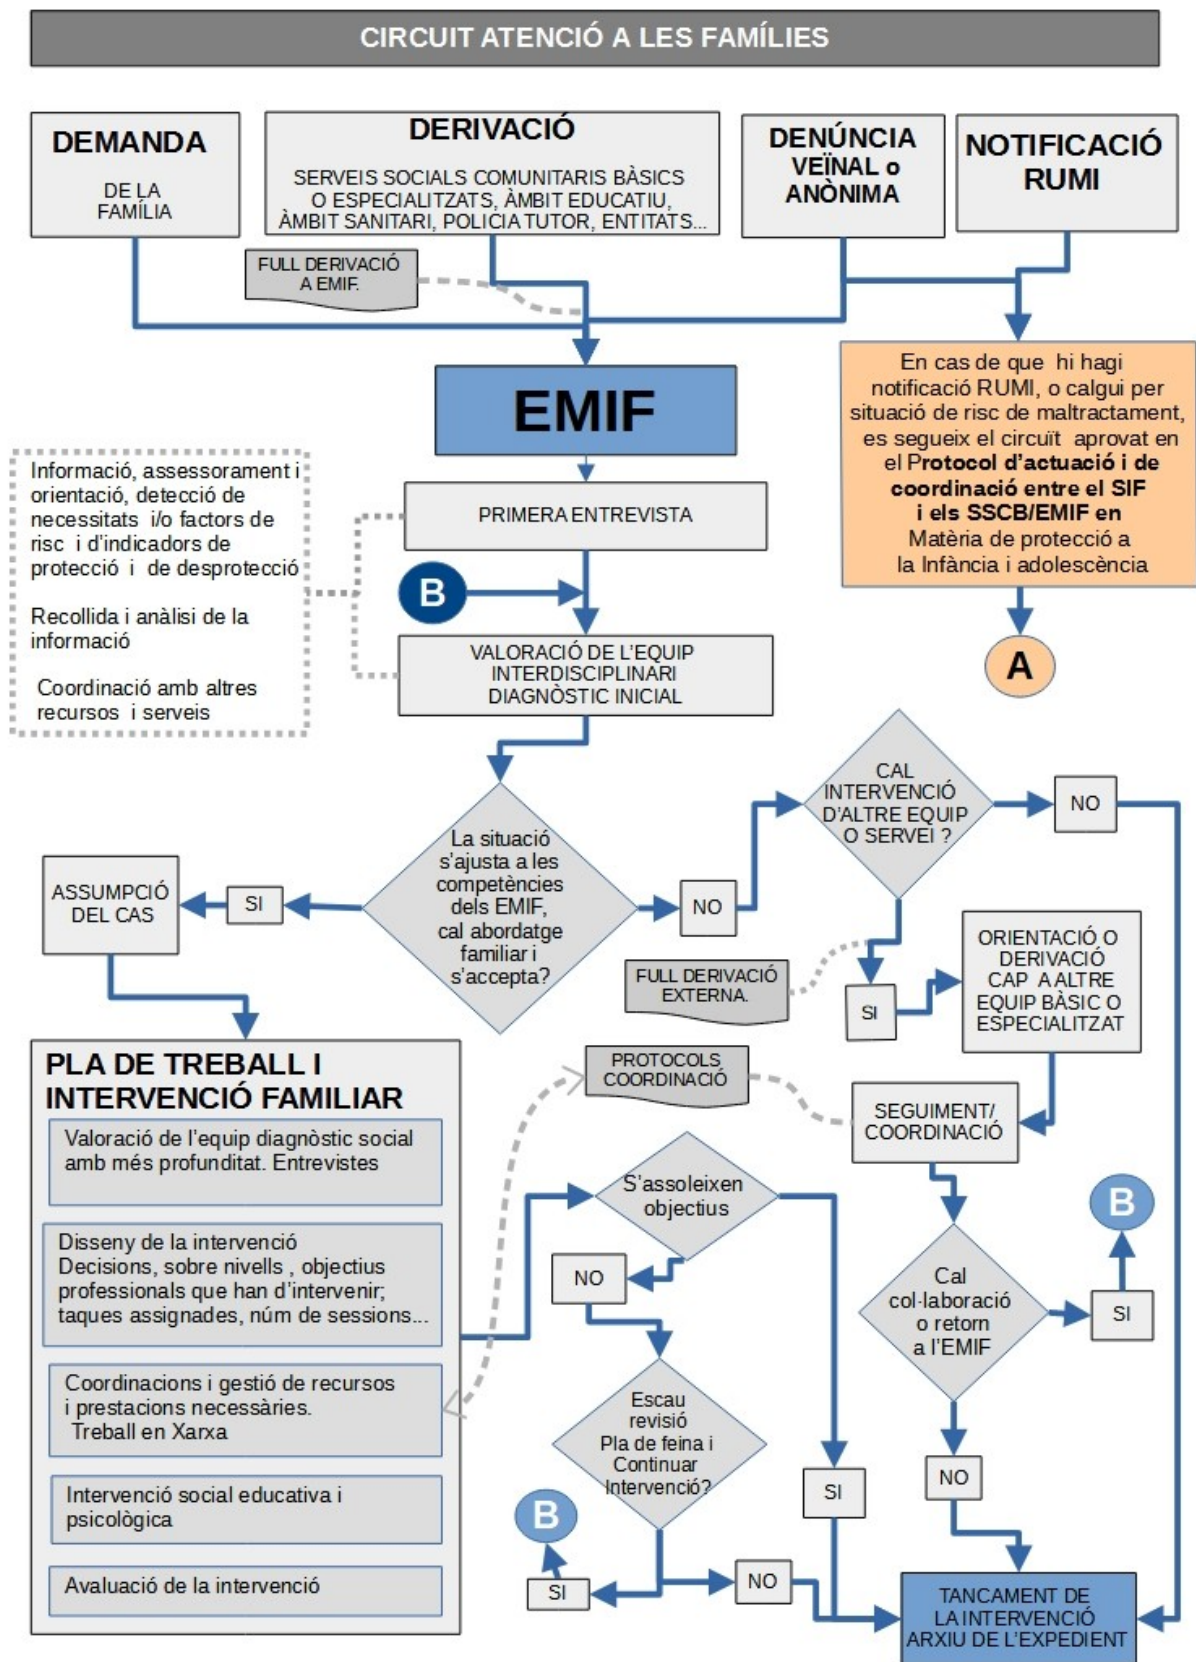 CIRCUIT ATENCIÓ A LES FAMÍLIES
DEMANDA
DE LA
FAMÍLIA
DERIVACIÓ
SERVEIS SOCIALS COMUNITARIS BÀSICS
O ESPECIALITZATS, ÀMBIT EDUCATIU,
ÀMBIT SANITARI, POLICIA TUTOR, ENTITATS...
DENÚNCIA
VEÏNAL o
ANÒNIMA
NOTIFICACIÓ
RUMI
FULL DERIVACIÓ
A EMIF.
EMIF
En cas de que hi hagi
notificació RUMI, o calgui per
situació de risc de maltractament,
es segueix el circuït aprovat en
el Protocol d'actuació i de
coordinació entre el SIF
i els SSCB/EMIF en
Matèria de protecció a
la Infància i adolescència
A
Informació, assessorament i
orientació, detecció de
necessitats i/o factors de
risc i d'indicadors de
protecció i de desprotecció
Recollida i anàlisi de la
informació
Coordinació amb altres
recursos i serveis
PRIMERA ENTREVISTA
B
VALORACIÓ DE L'EQUIP
INTERDISCIPLINARI
DIAGNÒSTIC INICIAL
La situació
s'ajusta a les
competències
dels EMIF,
cal abordatge
familiar i
s'accepta?
SI
ASSUMPCIÓ
DEL CAS
NO
CAL
INTERVENCIÓ
D'ALTRE EQUIP
O SERVEI ?
NO
FULL DERIVACIÓ
EXTERNA.
SI
ORIENTACIÓ O
DERIVACIÓ
CAP A ALTRE
EQUIP BÀSIC O
ESPECIALITZAT
PROTOCOLS
COORDINACIÓ
SEGUIMENT/
COORDINACIÓ
Cal
col·laboració
o retorn
a l'EMIF
SI
B
NO
PLA DE TREBALL I
INTERVENCIÓ FAMILIAR
Valoració de l'equip diagnòstic social
amb més profunditat. Entrevistes
Disseny de la intervenció
Decisions, sobre nivells , objectius
professionals que han d'intervenir;
taques assignades, núm de sessions...
Coordinacions i gestió de recursos
i prestacions necessàries.
Treball en Xarxa
Intervenció social educativa i
psicològica
Avaluació de la intervenció
S'assoleixen
objectius
NO
Escau
revisió
Pla de feina i
Continuar
Intervenció?
SI
B
SI
NO
TANCAMENT DE
LA INTERVENCIÓ
ARXIU DE L'EXPEDIENT